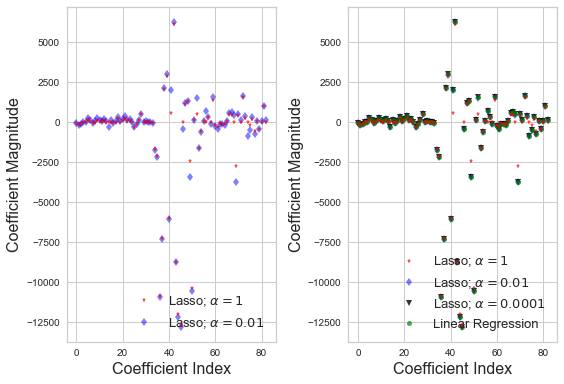 5000
2500
0
−2500
−5000
−7500
−10000
−12500
0
20
40
60
80
Coefficient Magnitude
Coefficient Index
Lasso; α = 1
Lasso; α = 0.01
5000
2500
0
−2500
−5000
−7500
−10000
−12500
0
20
40
60
80
Coefficient Magnitude
Coefficient Index
Lasso; α = 1
Lasso; α = 0.01
Lasso; α = 0.0001
Linear Regression